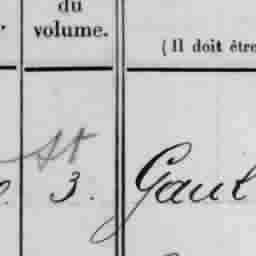 du
volume.
(Il doit être
St
3. Gaul